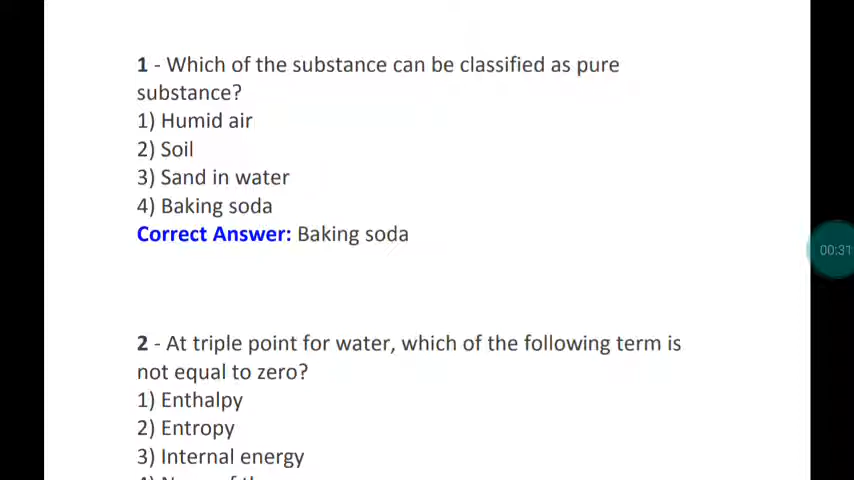 1 - Which of the substance can be classified as pure
substance?
1) Humid air
2) Soil
3) Sand in water
4) Baking soda
Correct Answer: Baking soda
00:31
2 - At triple point for water, which of the following term is
not equal to zero?
1) Enthalpy
2) Entropy
3) Internal energy